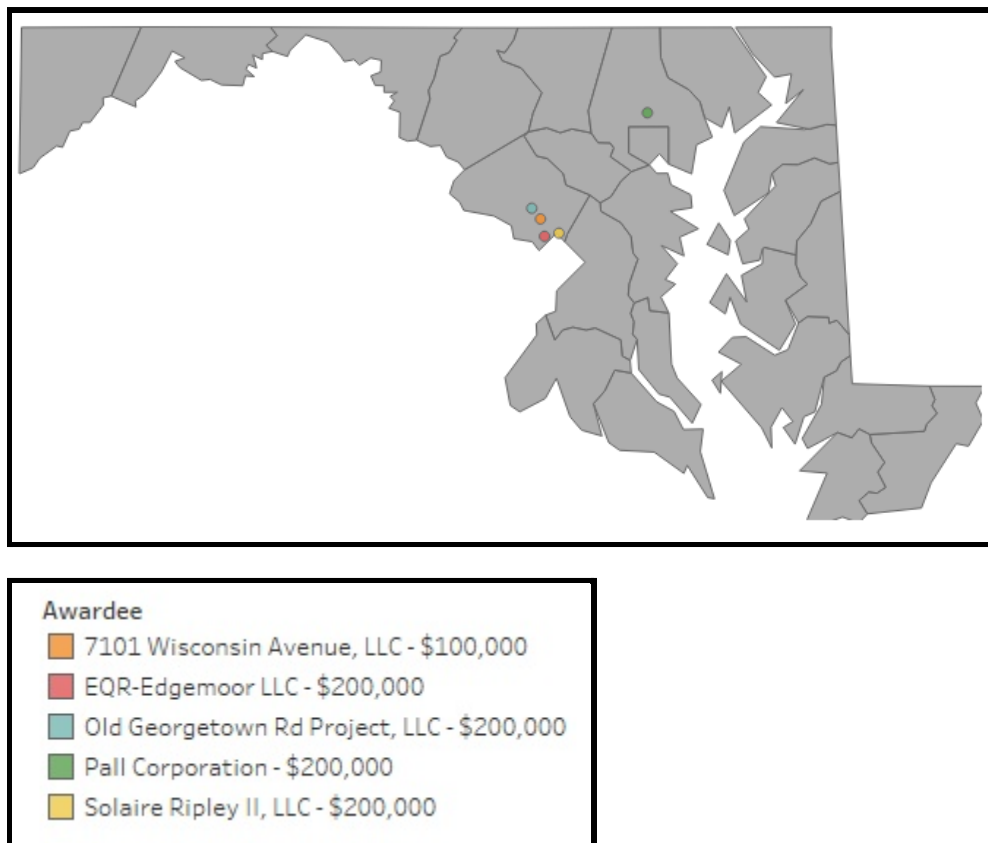 Awardee
7101 Wisconsin Avenue, LLC - $100,000
EQR-Edgemoor LLC - $200,000
Old Georgetown Rd Project, LLC - $200,000
Pall Corporation - $200,000
Solaire Ripley II, LLC - $200,000